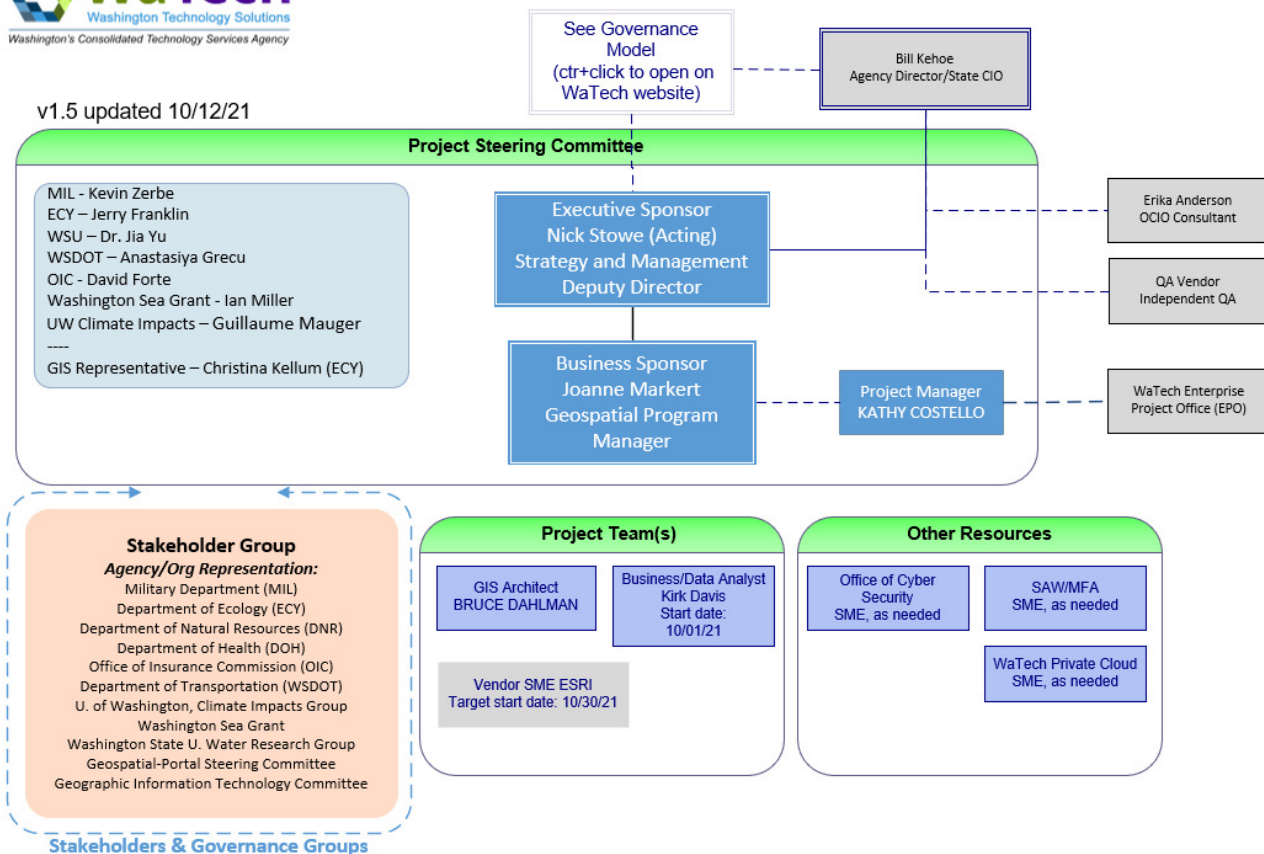 WaTech
Washington Technology Solutions
Washington's Consolidated Technology Services Agency
See Governance
Model
(ctr+click to open on
WaTech website)
Bill Kehoe
Agency Director/State CIO
v1.5 updated 10/12/21
Project Steering Committee
MIL - Kevin Zerbe
ECY – Jerry Franklin
WSU – Dr. Jia Yu
WSDOT – Anastasiya Grecu
OIC - David Forte
Washington Sea Grant - Ian Miller
UW Climate Impacts – Guillaume Mauger
----
GIS Representative – Christina Kellum (ECY)
Executive Sponsor
Nick Stowe (Acting)
Strategy and Management
Deputy Director
Business Sponsor
Joanne Markert
Geospatial Program
Manager
Project Manager
KATHY COSTELLO
Erika Anderson
OCIO Consultant
QA Vendor
Independent QA
WaTech Enterprise
Project Office (EPO)
Stakeholder Group
Agency/Org Representation:
Military Department (MIL)
Department of Ecology (ECY)
Department of Natural Resources (DNR)
Department of Health (DOH)
Office of Insurance Commission (OIC)
Department of Transportation (WSDOT)
U. of Washington, Climate Impacts Group
Washington Sea Grant
Washington State U. Water Research Group
Geospatial-Portal Steering Committee
Geographic Information Technology Committee
Stakeholders & Governance Groups
Project Team(s)
GIS Architect
BRUCE DAHLMAN
Business/Data Analyst
Kirk Davis
Start date:
10/01/21
Vendor SME ESRI
Target start date: 10/30/21
Other Resources
Office of Cyber
Security
SME, as needed
SAW/MFA
SME, as needed
WaTech Private Cloud
SME, as needed